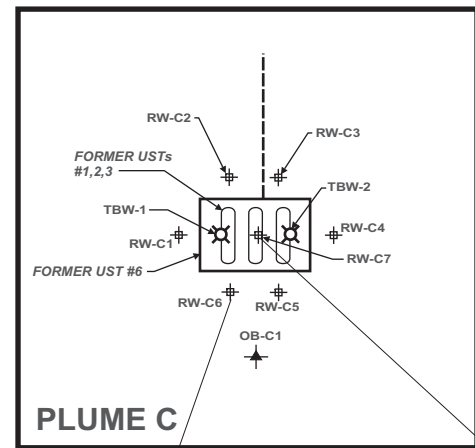 RW-C2
RW-C3
FORMER USTs
#1,2,3
TBW-2
TBW-1
RW-C4
RW-C1
RW-C7
FORMER UST #6
RW-C6
RW-C5
OB-C1
PLUME C